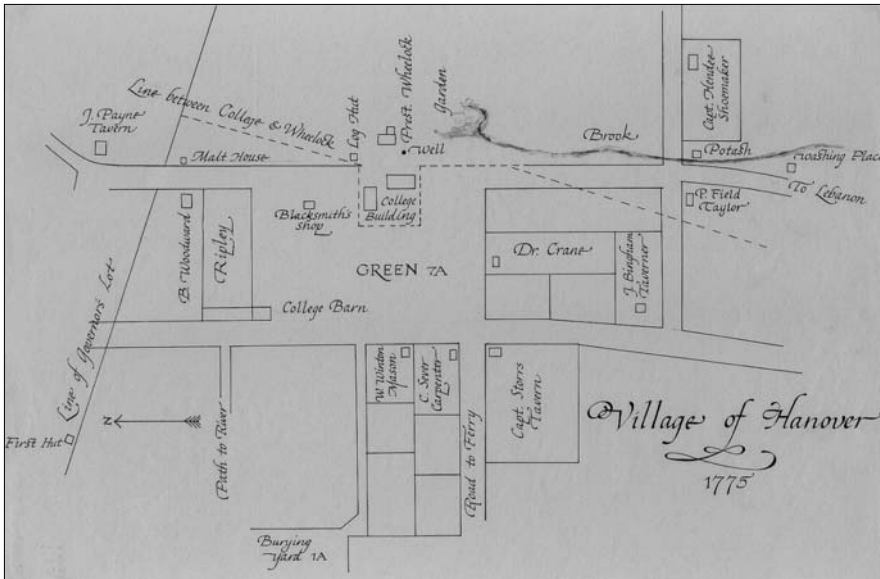 J. Payne
Tavern
Line between College & Wheelock
Log Hut
Prest. Wheelock
Garden
Well
Brook
Capt. Hendee
Shoemaker
Potash
Washing Place
To Lebanon
Malt House
B. Woodward
Ripley
Blacksmith's
shop
College
Building
P. Field
Taylor
Dr. Crane
J. Bingham
Taverner
GREEN 7A
College Barn
Line of Governors Lot
W. Winton
Mason
C. Sever
Carpenter
Capt. Storrs
Tavern
Village of Hanover
1775
N
First Hut
Path to River
Road to Ferry
Burying
Yard 1A